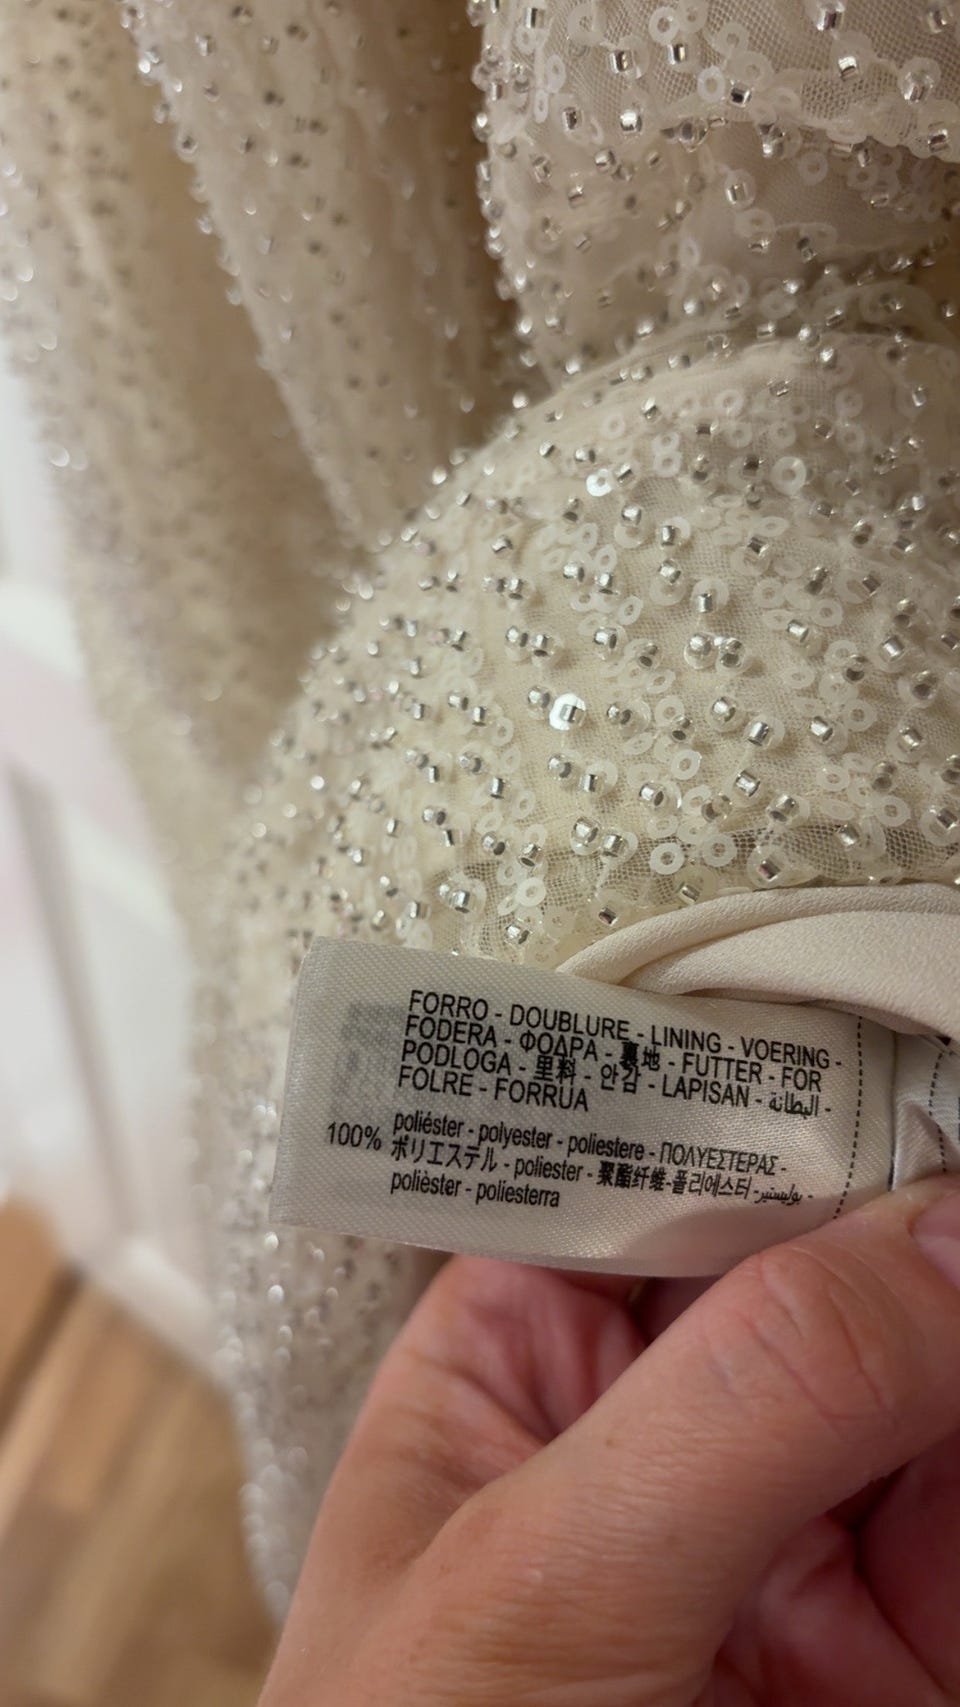 FORRO - DOUBLURE - LINING - VOERING -
FODERA - ΦΟΔΡΑ - 裏地 - FUTTER - FOR
PODLOGA - 里料 - 안감 - LAPISAN - البطانة -
FOLRE - FORRUA
100% poliéster - polyester - poliestere - ΠΟΛΥΕΣΤΕΡΑΣ -
ポリエステル - poliester - 聚酯纤维 - 폴리에스터 - بوليستير -
polièster - poliesterra